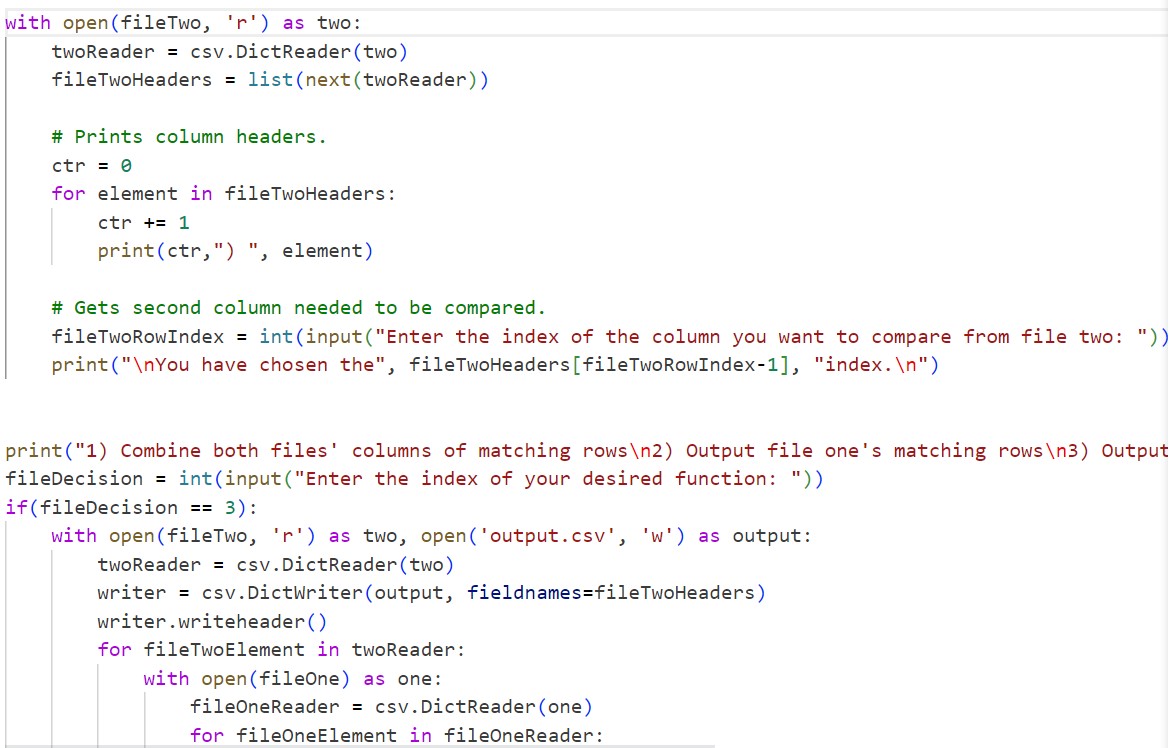 with open(fileTwo, 'r') as two:
    twoReader = csv.DictReader(two)
    fileTwoHeaders = list(next(twoReader))

    # Prints column headers.
    ctr = 0
    for element in fileTwoHeaders:
        ctr += 1
        print(ctr,") ", element)

    # Gets second column needed to be compared.
    fileTwoRowIndex = int(input("Enter the index of the column you want to compare from file two: "))
    print("\nYou have chosen the", fileTwoHeaders[fileTwoRowIndex-1], "index.\n")


print("1) Combine both files' columns of matching rows\n2) Output file one's matching rows\n3) Output
fileDecision = int(input("Enter the index of your desired function: "))
if(fileDecision == 3):
    with open(fileTwo, 'r') as two, open('output.csv', 'w') as output:
        twoReader = csv.DictReader(two)
        writer = csv.DictWriter(output, fieldnames=fileTwoHeaders)
        writer.writeheader()
        for fileTwoElement in twoReader:
            with open(fileOne) as one:
                fileOneReader = csv.DictReader(one)
                for fileOneElement in fileOneReader: